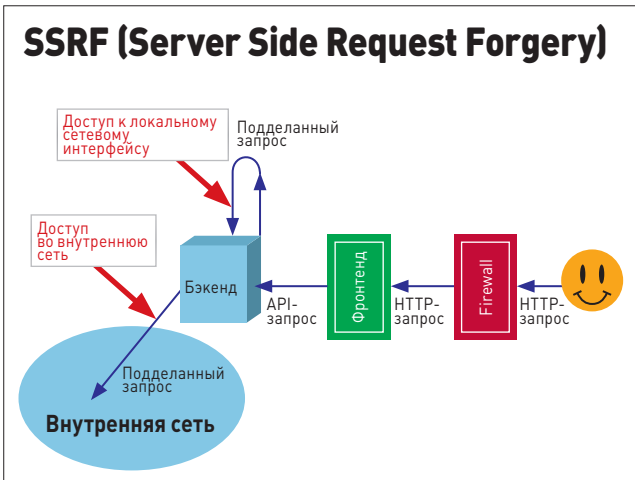 SSRF (Server Side Request Forgery)
Доступ к локальному
сетевому
интерфейсу
Подделанный
запрос
Доступ
во внутреннюю
сеть
Бэкенд
API-
запрос
Фронтенд
HTTP-
запрос
Firewall
HTTP-
запрос
Подделанный
запрос
Внутренняя сеть